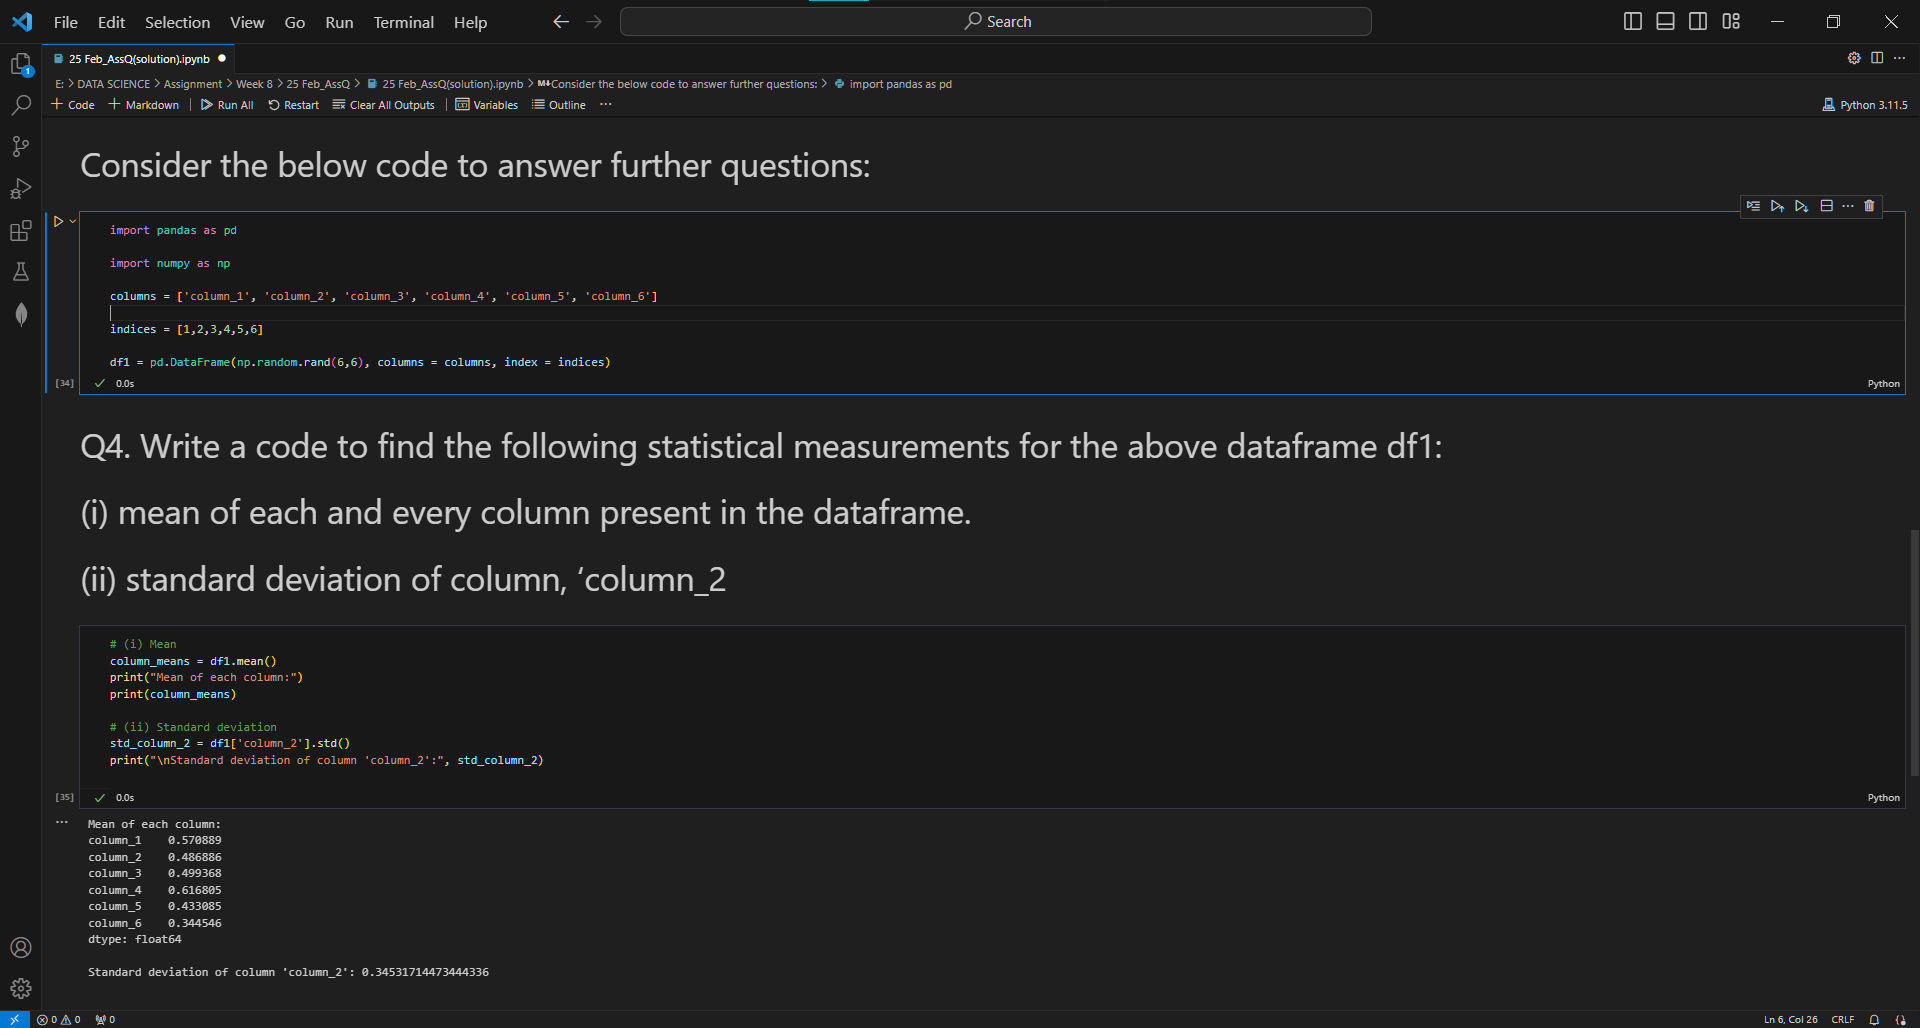 File Edit Selection View Go Run Terminal Help Search
25 Feb_AssQ(solution).ipynb
E: > DATA SCIENCE > Assignment > Week 8 > 25 Feb_AssQ > 25 Feb_AssQ(solution).ipynb > M↓Consider the below code to answer further questions: > import pandas as pd
+ Code + Markdown | Run All Restart Clear All Outputs | Variables Outline ... Python 3.11.5
1
Consider the below code to answer further questions:
import pandas as pd
import numpy as np
columns = ['column_1', 'column_2', 'column_3', 'column_4', 'column_5', 'column_6']
indices = [1,2,3,4,5,6]
df1 = pd.DataFrame(np.random.rand(6,6), columns = columns, index = indices)
[34] 0.0s Python
Q4. Write a code to find the following statistical measurements for the above dataframe df1:
(i) mean of each and every column present in the dataframe.
(ii) standard deviation of column, ‘column_2
# (i) Mean
column_means = df1.mean()
print("Mean of each column:")
print(column_means)
# (ii) Standard deviation
std_column_2 = df1['column_2'].std()
print("\nStandard deviation of column 'column_2':", std_column_2)
[35] 0.0s Python
... Mean of each column:
column_1 0.570889
column_2 0.486886
column_3 0.499368
column_4 0.616805
column_5 0.433085
column_6 0.344546
dtype: float64
Standard deviation of column 'column_2': 0.34531714473444336
0 0 0 Ln 6, Col 26 CRLF